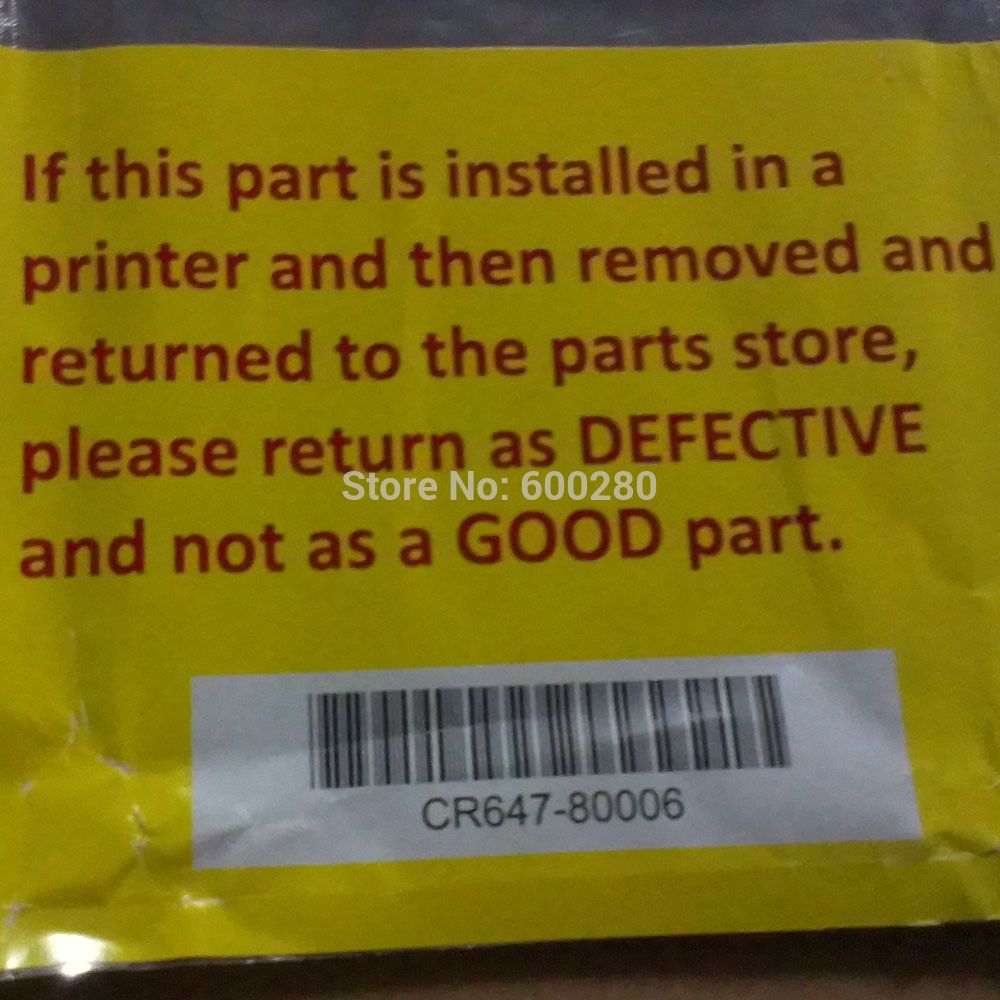 If this part is installed in a
printer and then removed and
returned to the parts store,
please return as DEFECTIVE
Store No: 600280
and not as a GOOD part.
CR647-80006